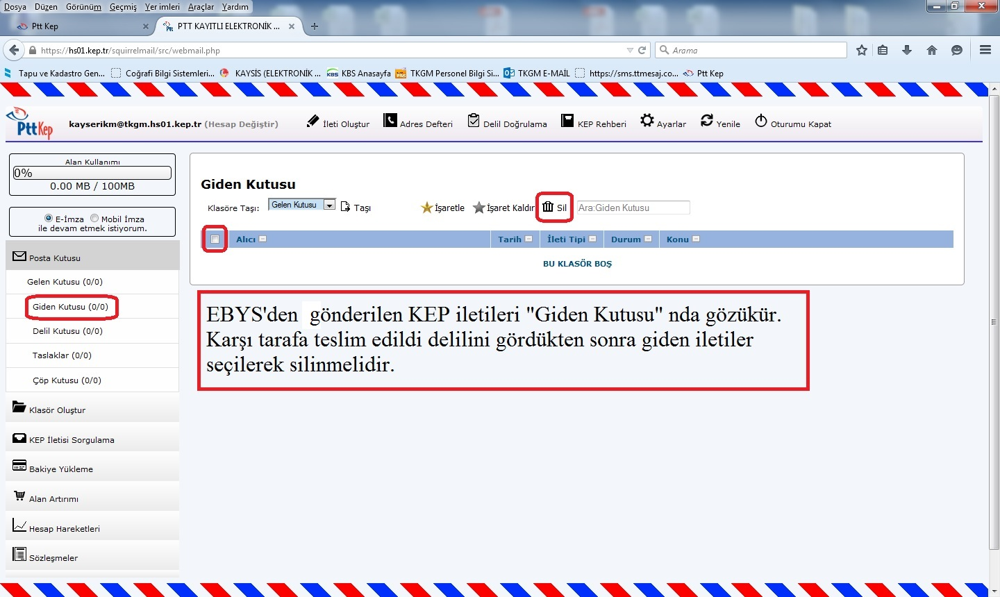 Dosya Düzen Görünüm Geçmiş Yer imleri Araçlar Yardım
Ptt Kep
PTT KAYITLI ELEKTRONİK ...
https://hs01.kep.tr/squirrelmail/src/webmail.php
Arama
Tapu ve Kadastro Gen... Coğrafi Bilgi Sistemleri... KAYSİS (ELEKTRONİK ... KBS Anasayfa TKGM Personel Bilgi Si... TKGM E-MAİL https://sms.ttmesaj.co... Ptt Kep
PttKep
kayserikm@tkgm.hs01.kep.tr (Hesap Değiştir)
İleti Oluştur Adres Defteri Delil Doğrulama KEP Rehberi Ayarlar Yenile Oturumu Kapat
Alan Kullanımı
0%
0.00 MB / 100MB
E-İmza Mobil İmza
ile devam etmek istiyorum.
Posta Kutusu
Gelen Kutusu (0/0)
Giden Kutusu (0/0)
Delil Kutusu (0/0)
Taslaklar (0/0)
Çöp Kutusu (0/0)
Klasör Oluştur
KEP İletisi Sorgulama
Bakiye Yükleme
Alan Artırımı
Hesap Hareketleri
Sözleşmeler
Giden Kutusu
Klasöre Taşı: Gelen Kutusu Taşı İşaretle İşaret Kaldır Sil Ara:Giden Kutusu
Alıcı Tarih İleti Tipi Durum Konu
BU KLASÖR BOŞ
EBYS'den gönderilen KEP iletileri "Giden Kutusu" nda gözükür.
Karşı tarafa teslim edildi delilini gördükten sonra giden iletiler
seçilerek silinmelidir.